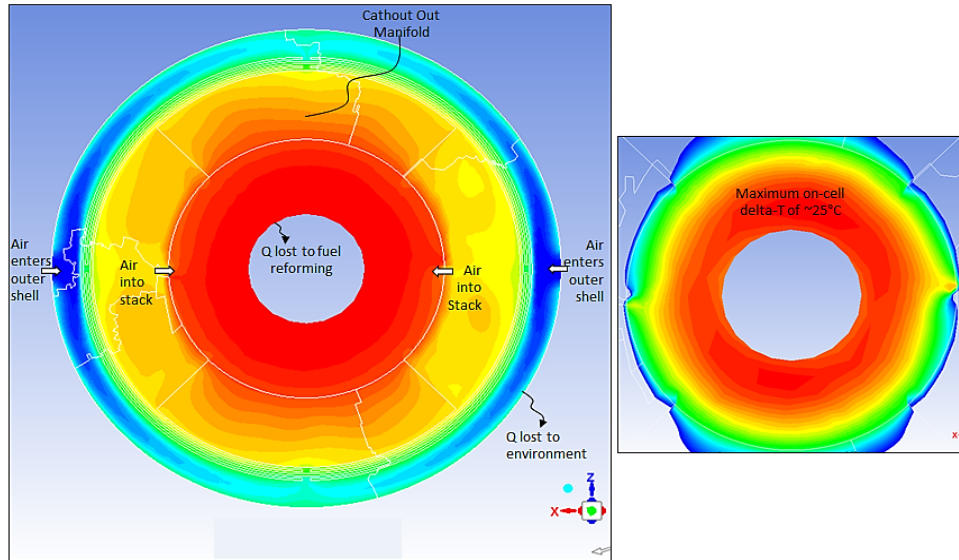 Cathout Out
Manifold
Air
enters
outer
shell
Air
into
stack
Q lost to fuel
reforming
Air
into
Stack
Air
enters
outer
shell
Q lost to
environment
Z
X
Maximum on-cell
delta-T of ~25°C
x